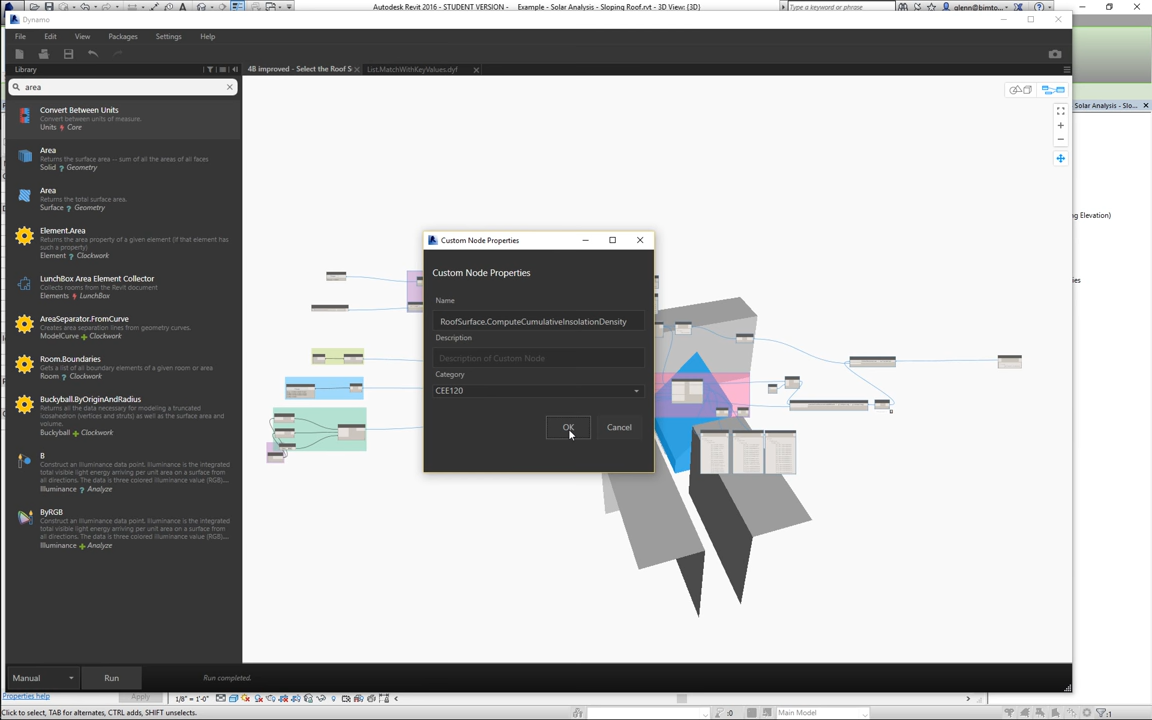 Autodesk Revit 2016 - STUDENT VERSION - Example - Solar Analysis - Sloping Roof.rvt - 3D View: {3D}
Type a keyword or phrase
glenn@bimto...
Dynamo
File Edit View Packages Settings Help
Library
4B improved - Select the Roof S
List.MatchWithKeyValues.dyf
area
Convert Between Units
Convert between units of measure.
Units Core
Area
Returns the surface area -- sum of all the areas of all faces
Solid ? Geometry
Area
Returns the total surface area.
Surface ? Geometry
Element.Area
Returns the area property of a given element (if that element has
such a property)
Element ? Clockwork
LunchBox Area Element Collector
Collects rooms from the Revit document
Elements LunchBox
AreaSeparator.FromCurve
Creates area separation lines from geometry curves.
ModelCurve + Clockwork
Room.Boundaries
Gets a list of all boundary elements of a given room or area
Room ? Clockwork
Buckyball.ByOriginAndRadius
Returns all the data necessary for modeling a truncated
icosahedron (vertices and struts) as well as the surface area and
volume.
Buckyball + Clockwork
B
Construct an Illuminance data point. Illuminance is the integrated
total visible light energy arriving per unit area on a surface from
all directions. The data is three colored illuminance value (RGB)....
Illuminance ? Analyze
ByRGB
Construct an Illuminance data point. Illuminance is the integrated
total visible light energy arriving per unit area on a surface from
all directions. The data is three colored illuminance value (RGB)....
Illuminance + Analyze
Custom Node Properties
Custom Node Properties
Name
RoofSurface.ComputeCumulativeInsolationDensity
Description
Description of Custom Node
Category
CEE120
OK
Cancel
Solar Analysis - Slo...
g Elevation)
ies
Manual
Run
Run completed.
Properties help
Apply
1/8" = 1'-0"
Click to select, TAB for alternates, CTRL adds, SHIFT unselects.
:0
Main Model
:1